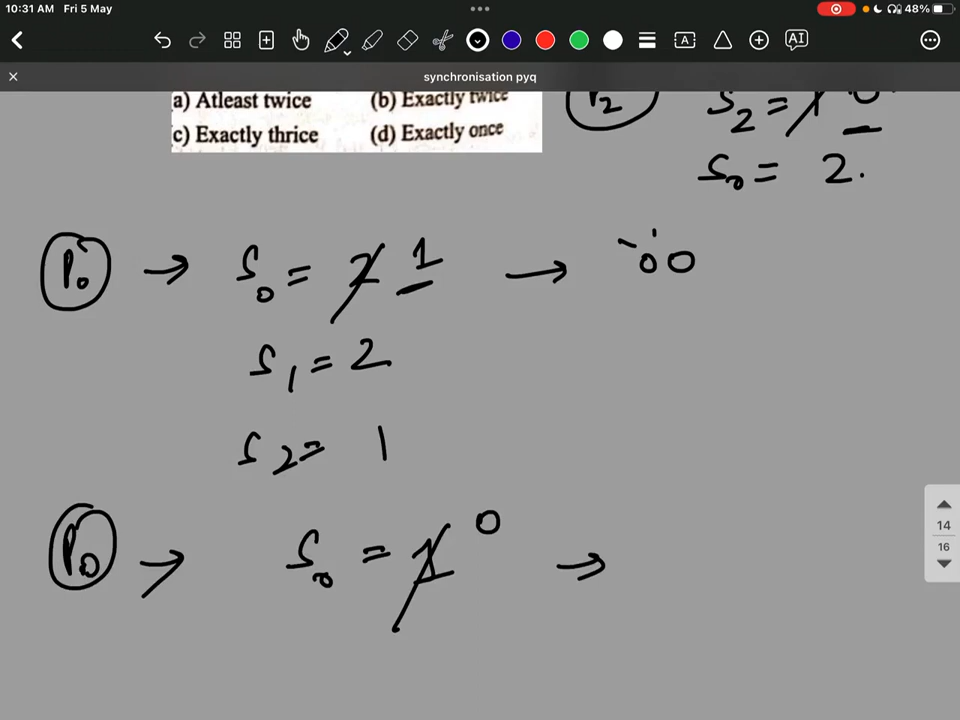 10:31 AM Fri 5 May 48%
AI
synchronisation pyq
a) Atleast twice (b) Exactly twice
c) Exactly thrice (d) Exactly once
P2 S2 = 1 0
S0 = 2.
P0 → S0 = 2 1 → "00
S1 = 2
S2 = 1
P0 → S0 = 1 0 →
14
16